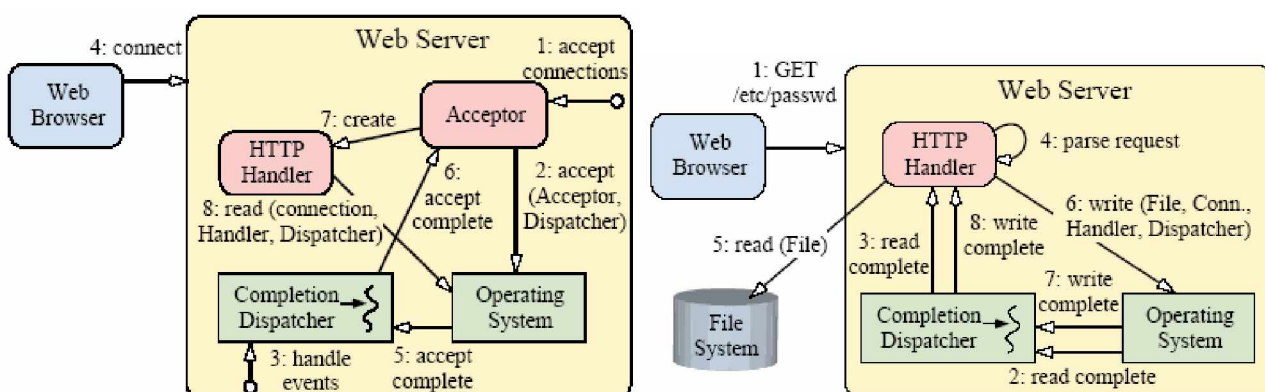 Web Server
4: connect
1: accept
connections
Web
Browser
Acceptor
7: create
HTTP
Handler
6:
accept
complete
2: accept
(Acceptor,
Dispatcher)
8: read (connection,
Handler, Dispatcher)
Completion
Dispatcher
Operating
System
3: handle
events
5: accept
complete
1: GET
/etc/passwd
Web Server
Web
Browser
HTTP
Handler
4: parse request
5: read (File)
3: read
complete
8: write
complete
6: write (File, Conn.,
Handler, Dispatcher)
7: write
complete
File
System
Completion
Dispatcher
Operating
System
2: read complete